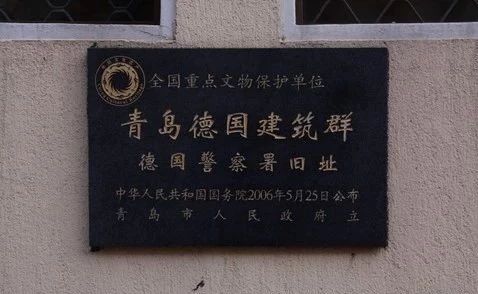 全国重点文物保护单位
青岛德国建筑群
德国警察署旧址
中华人民共和国国务院2006年5月25日公布
青岛市人民政府立